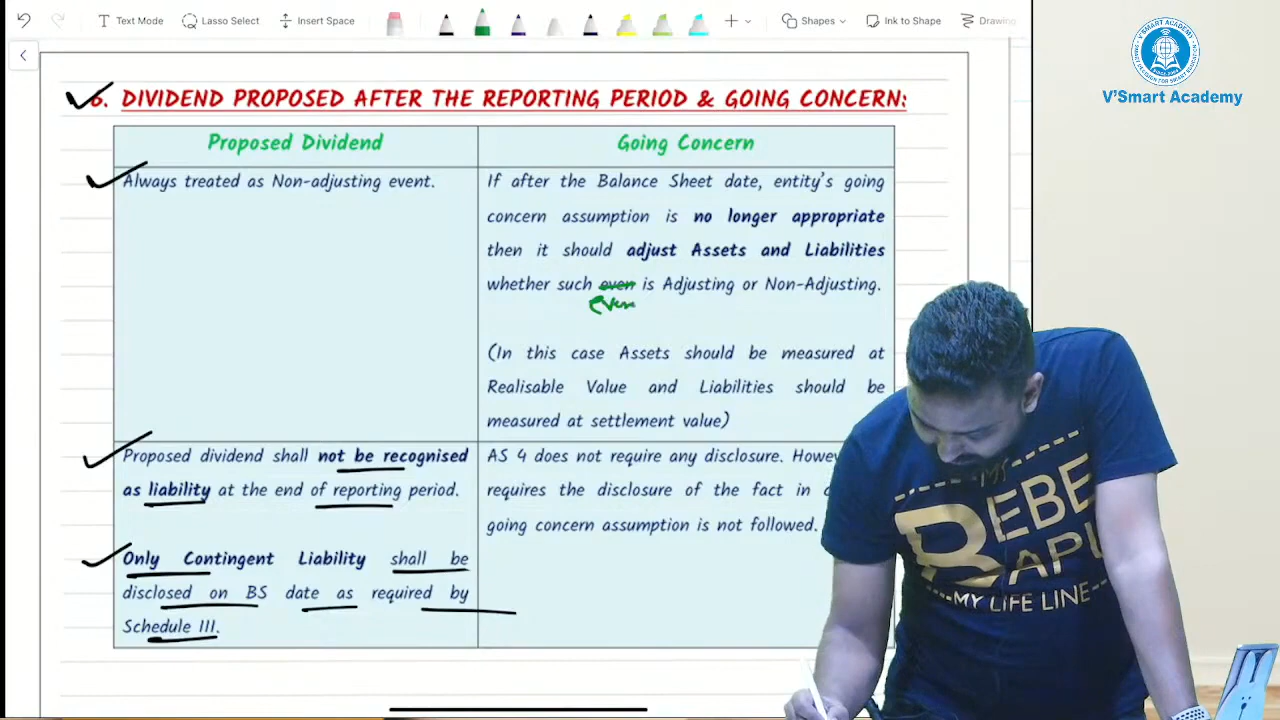 Text Mode
Lasso Select
Insert Space
Shapes
Ink to Shape
Drawing
V'SMART ACADEMY
V'Smart Academy
6. DIVIDEND PROPOSED AFTER THE REPORTING PERIOD & GOING CONCERN:
Proposed Dividend
Going Concern
Always treated as Non-adjusting event.
If after the Balance Sheet date, entity's going
concern assumption is no longer appropriate
then it should adjust Assets and Liabilities
whether such even is Adjusting or Non-Adjusting.
(In this case Assets should be measured at
Realisable Value and Liabilities should be
measured at settlement value)
Proposed dividend shall not be recognised
as liability at the end of reporting period.
Only Contingent Liability shall be
disclosed on BS date as required by
Schedule III.
AS 4 does not require any disclosure.
requires the disclosure of the fact in
going concern assumption is not followed.
MY
REBE
RAPU
MY LIFE LINE